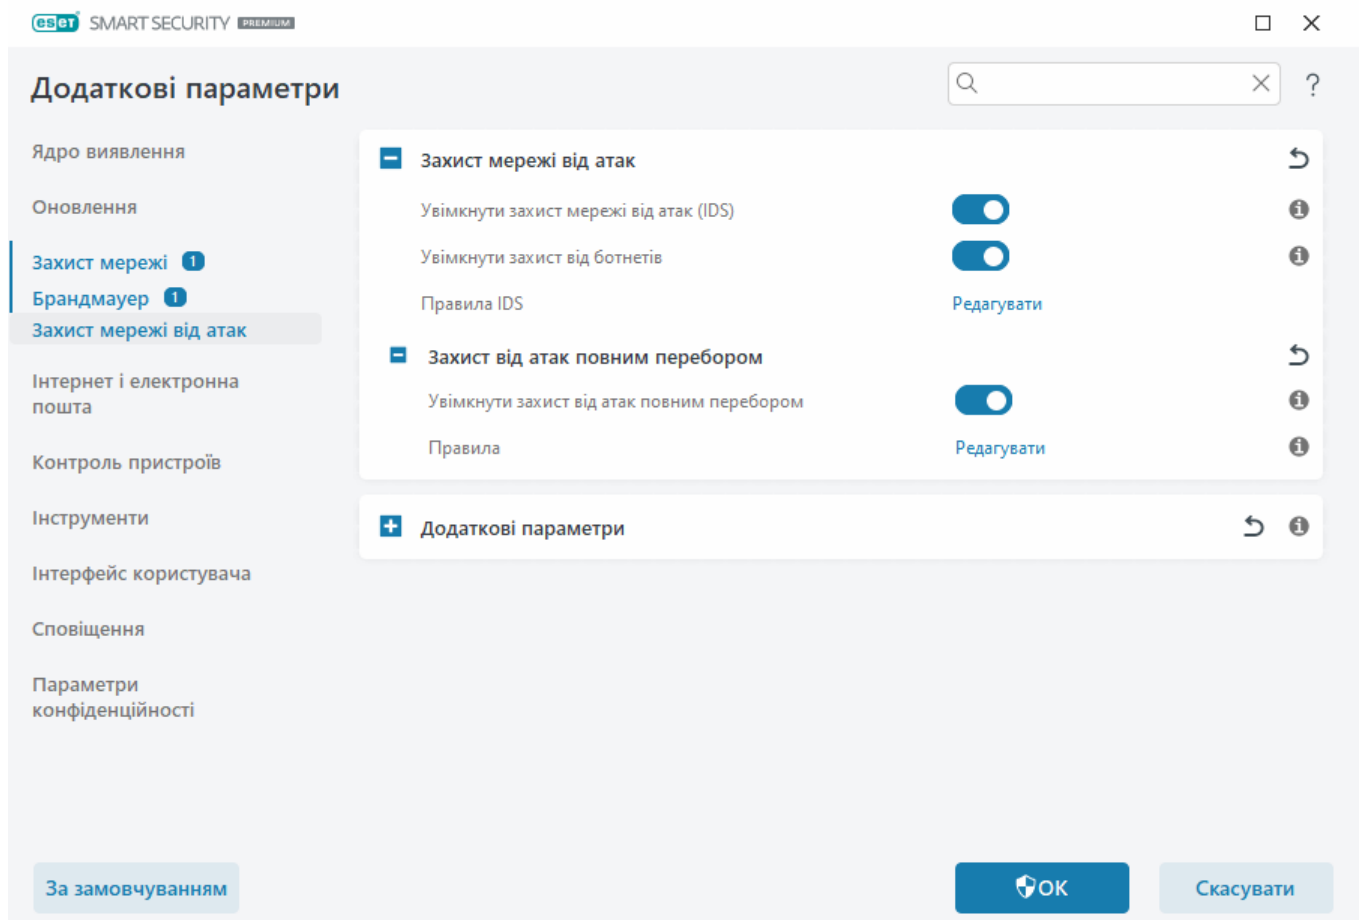 eset SMART SECURITY PREMIUM
Додаткові параметри
?
Ядро виявлення
Оновлення
Захист мережі 1
Брандмауер 1
Захист мережі від атак
Інтернет і електронна
пошта
Контроль пристроїв
Інструменти
Інтерфейс користувача
Сповіщення
Параметри
конфіденційності
Захист мережі від атак
Увімкнути захист мережі від атак (IDS)
Увімкнути захист від ботнетів
Правила IDS Редагувати
Захист від атак повним перебором
Увімкнути захист від атак повним перебором
Правила Редагувати
Додаткові параметри
За замовчуванням
ОК
Скасувати